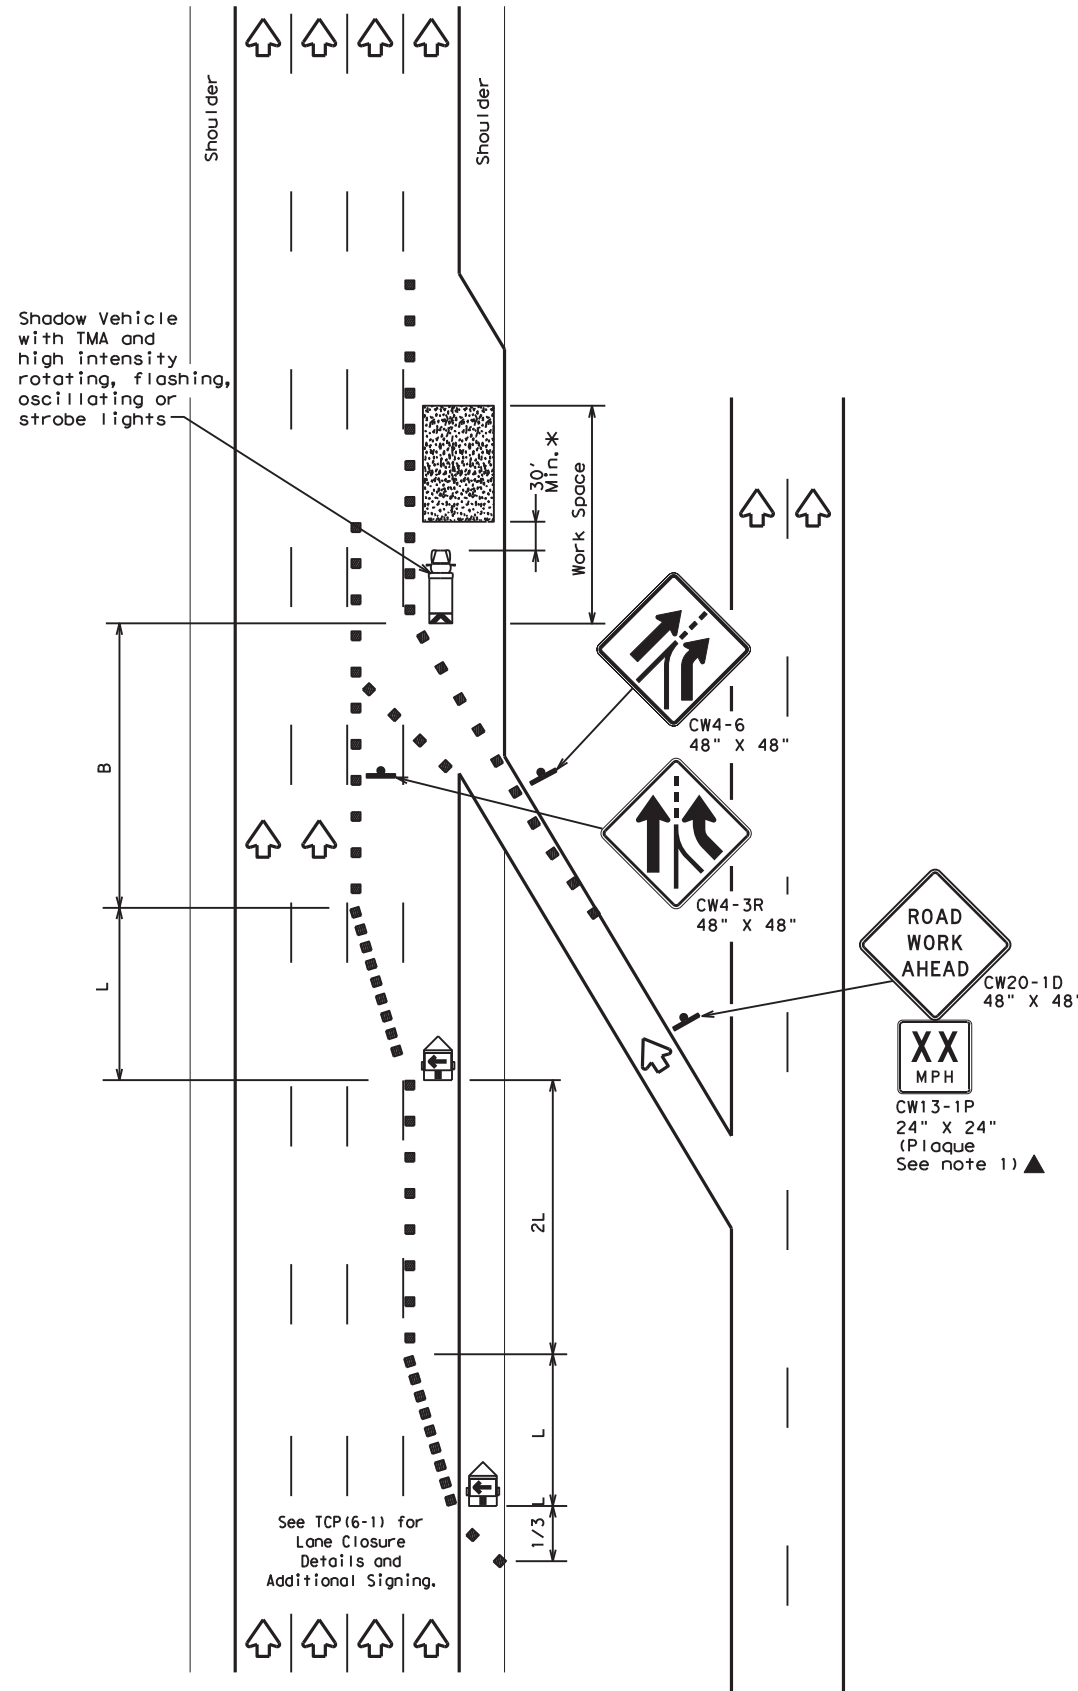 Shoulder
Shoulder
Shadow Vehicle
with TMA and
high intensity
rotating, flashing,
oscillating or
strobe lights
30'
Min.*
Work Space
CW4-6
48" X 48"
B
CW4-3R
48" X 48"
ROAD
WORK
AHEAD
CW20-1D
48" X 48"
XX
MPH
CW13-1P
24" X 24"
(Plaque
See note 1)▲
L
2L
L
1/3 L
See TCP(6-1) for
Lane Closure
Details and
Additional Signing.